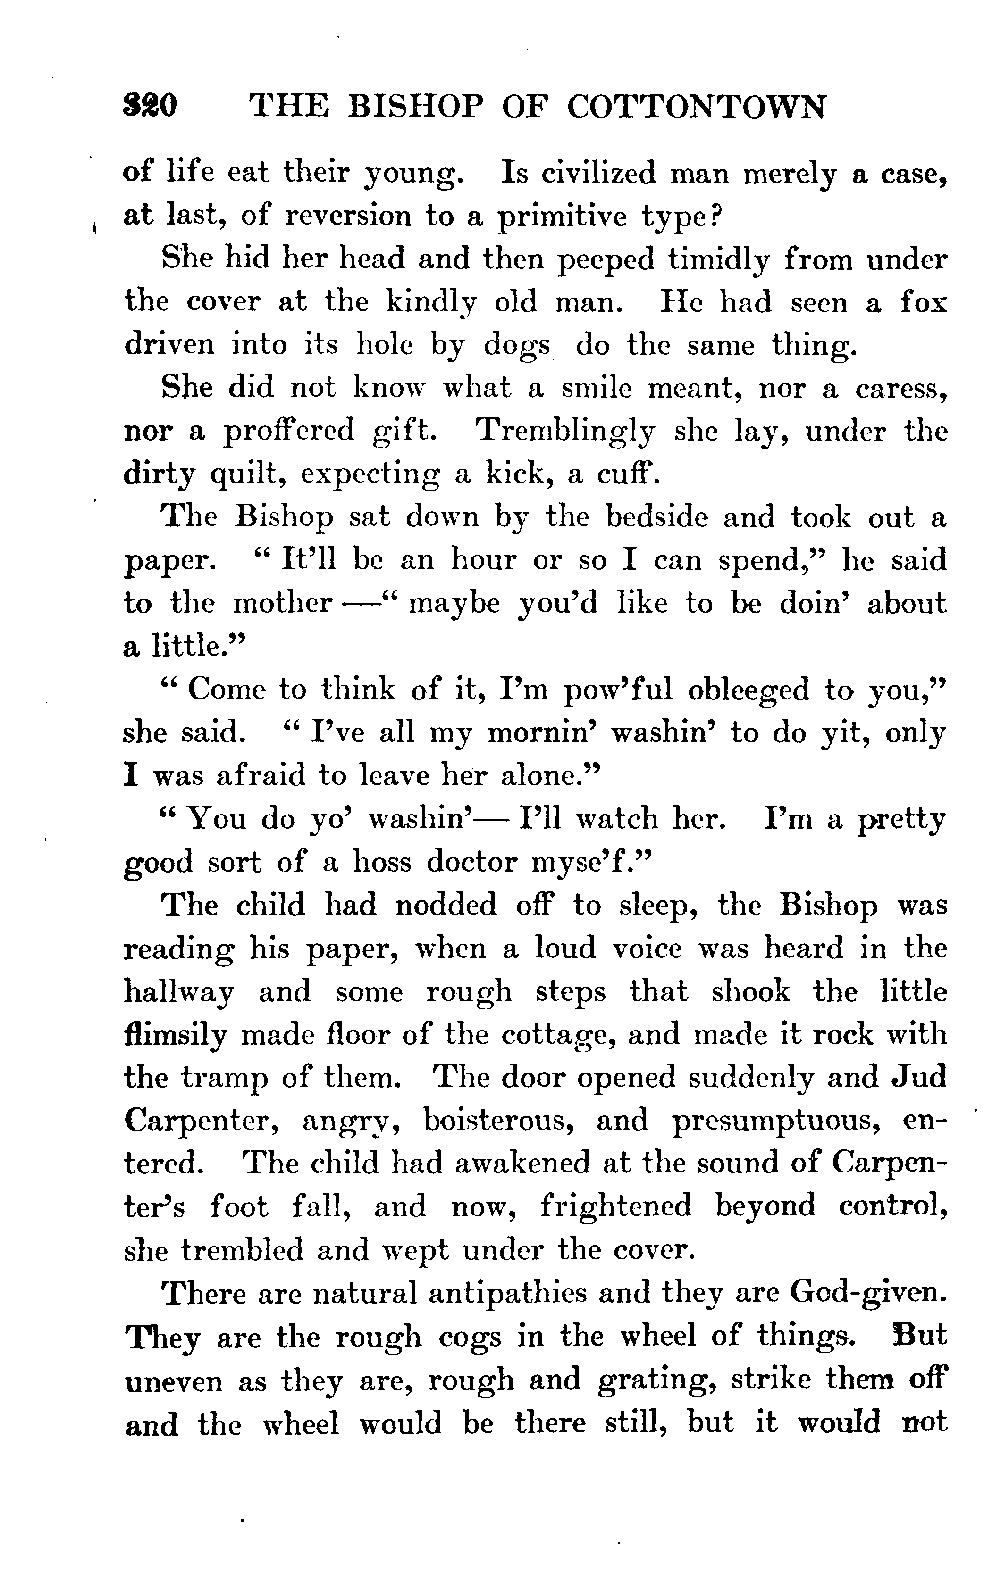 320 THE BISHOP OF COTTONTOWN
of life eat their young. Is civilized man merely a case,
at last, of reversion to a primitive type?
She hid her head and then peeped timidly from under
the cover at the kindly old man. He had seen a fox
driven into its hole by dogs do the same thing.
She did not know what a smile meant, nor a caress,
nor a proffered gift. Tremblingly she lay, under the
dirty quilt, expecting a kick, a cuff.
The Bishop sat down by the bedside and took out a
paper. “ It’ll be an hour or so I can spend,” he said
to the mother —“ maybe you’d like to be doin’ about
a little.”
“ Come to think of it, I’m pow’ful obleeged to you,”
she said. “ I’ve all my mornin’ washin’ to do yit, only
I was afraid to leave her alone.”
“ You do yo’ washin’— I’ll watch her. I’m a pretty
good sort of a hoss doctor myse’f.”
The child had nodded off to sleep, the Bishop was
reading his paper, when a loud voice was heard in the
hallway and some rough steps that shook the little
flimsily made floor of the cottage, and made it rock with
the tramp of them. The door opened suddenly and Jud
Carpenter, angry, boisterous, and presumptuous, en-
tered. The child had awakened at the sound of Carpen-
ter’s foot fall, and now, frightened beyond control,
she trembled and wept under the cover.
There are natural antipathies and they are God-given.
They are the rough cogs in the wheel of things. But
uneven as they are, rough and grating, strike them off
and the wheel would be there still, but it would not